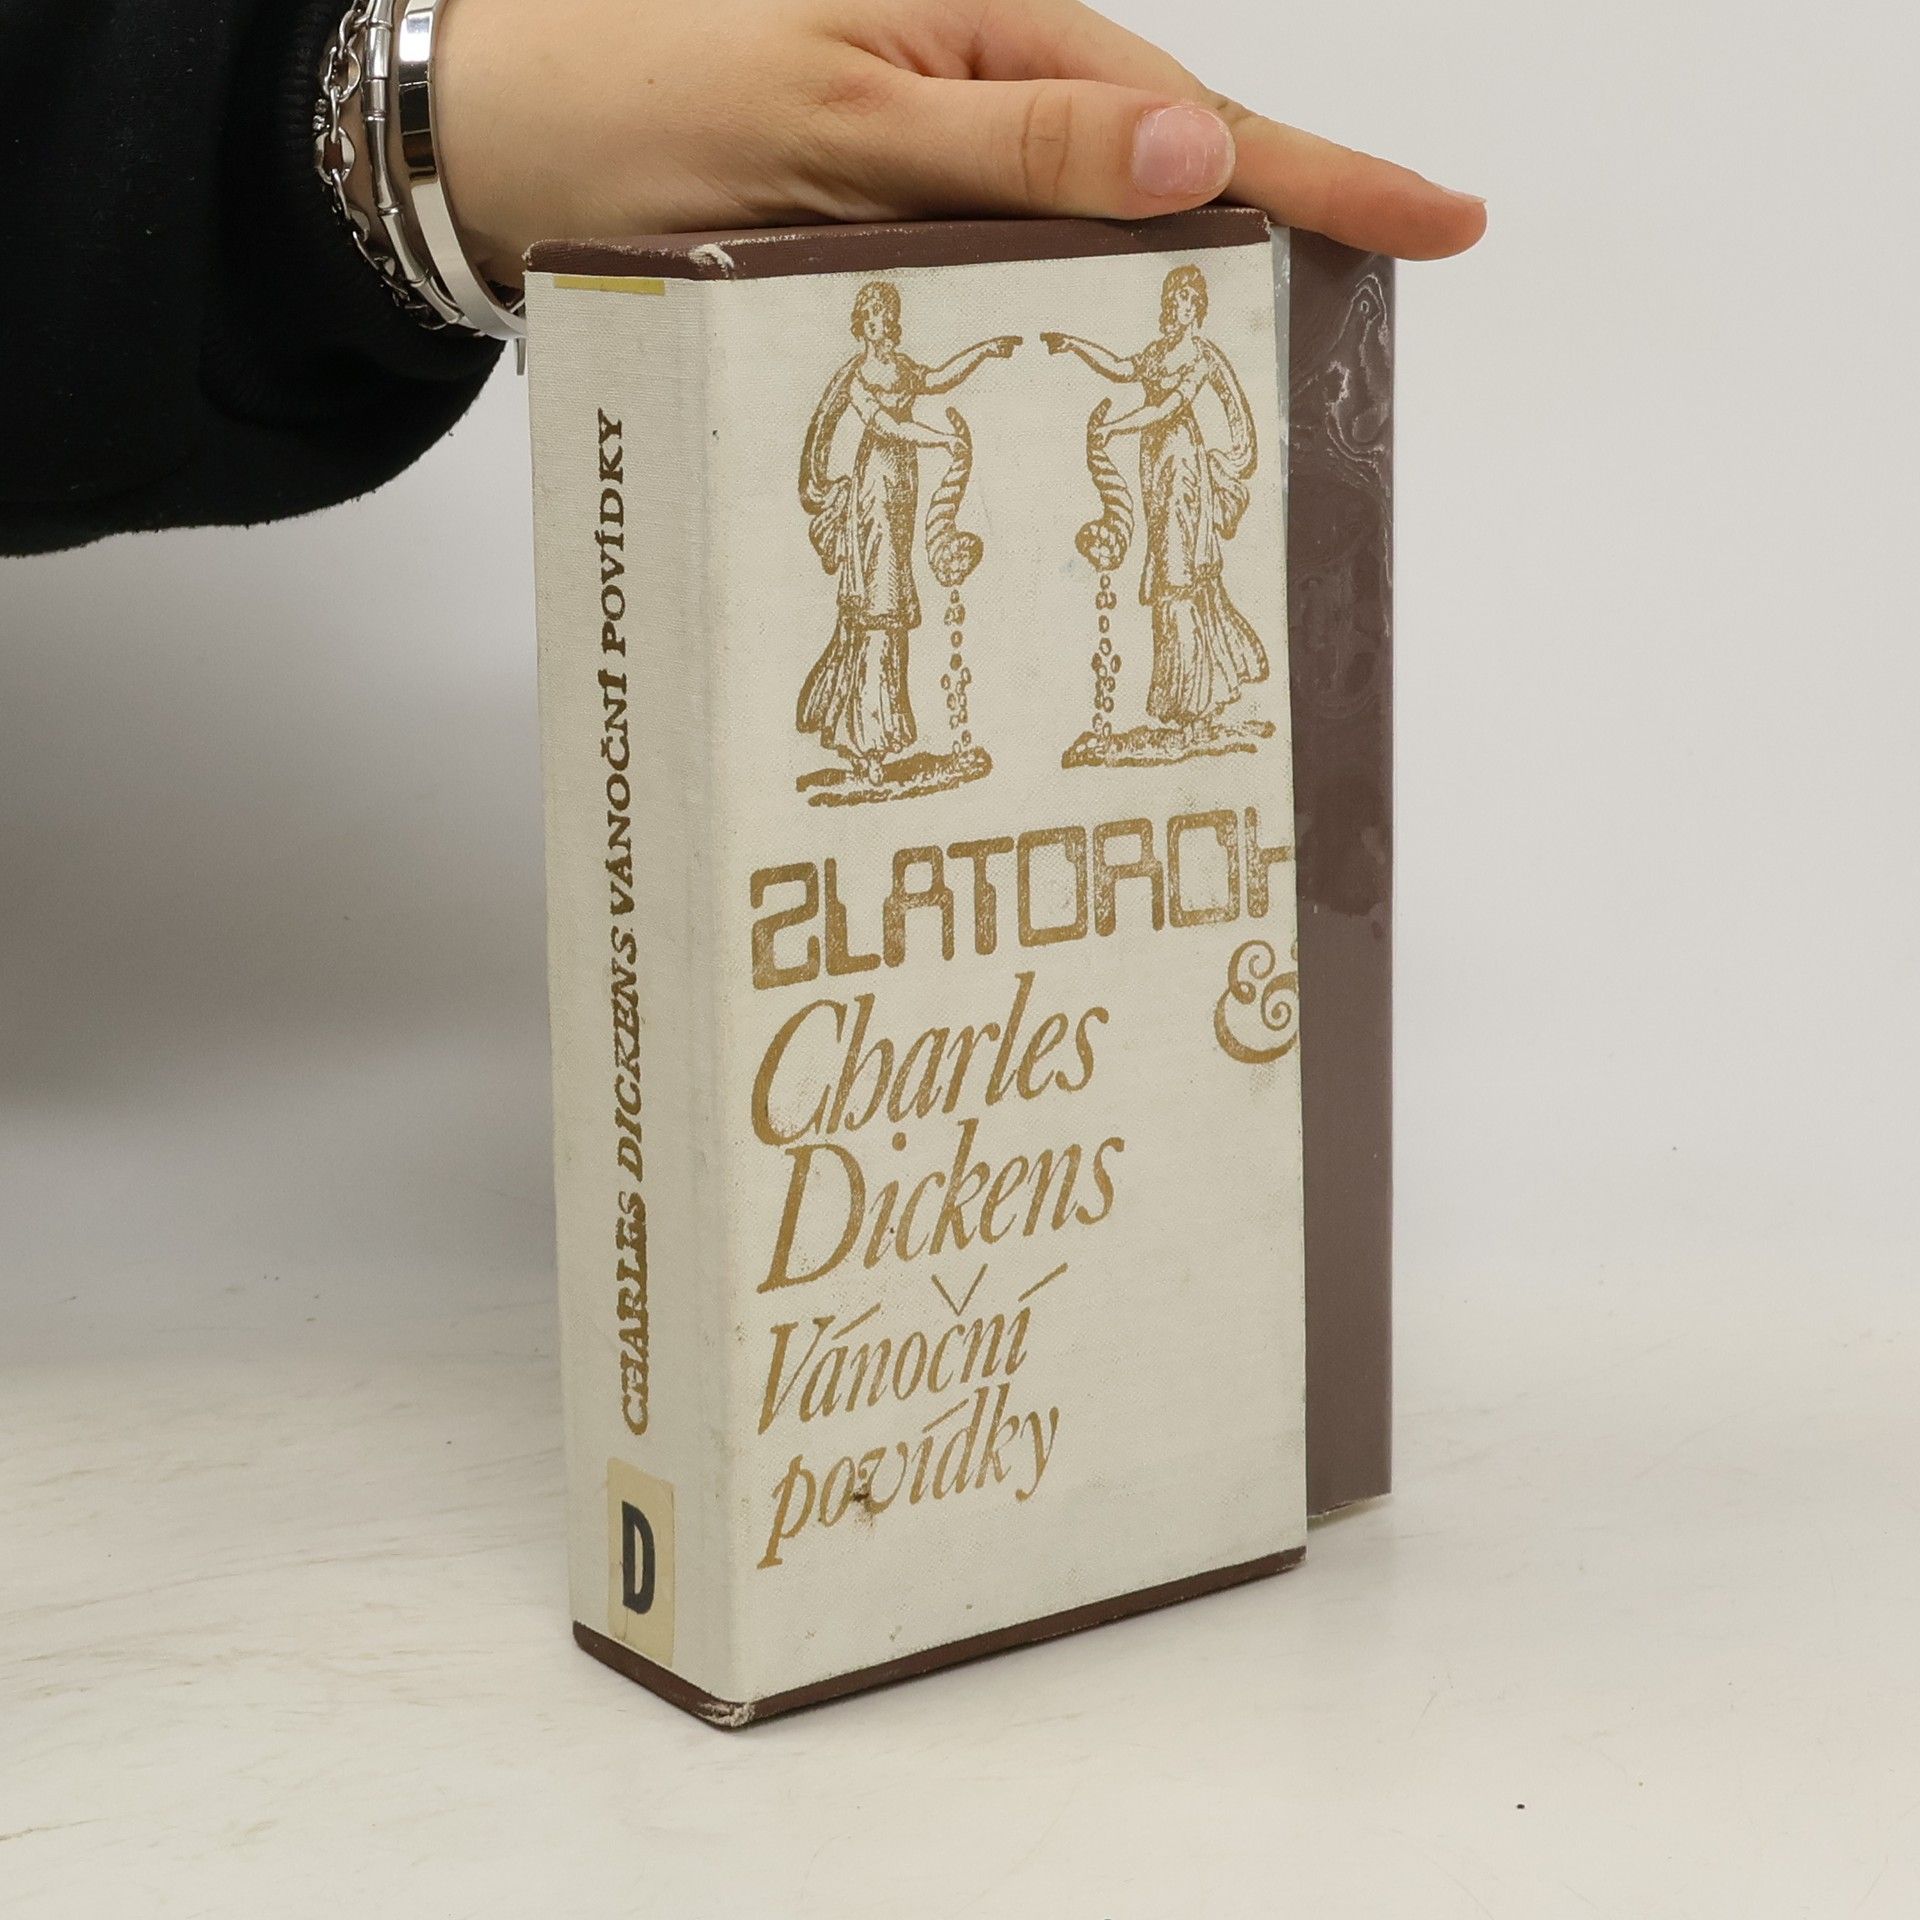 CHARLES DICKENS VÁNOČNÍ POVÍDKY
D
ZLATOROH
&
Charles
Dickens
Vánoční
povídky